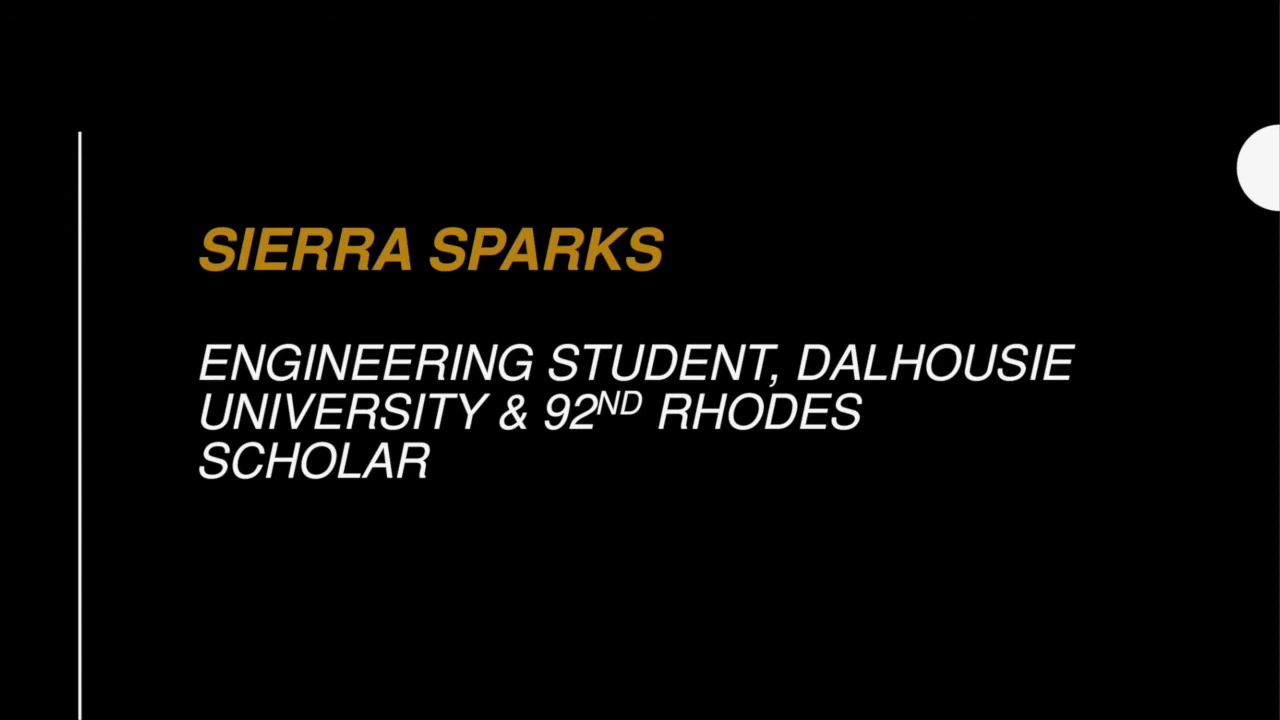 SIERRA SPARKS
ENGINEERING STUDENT, DALHOUSIE
UNIVERSITY & 92ND RHODES
SCHOLAR